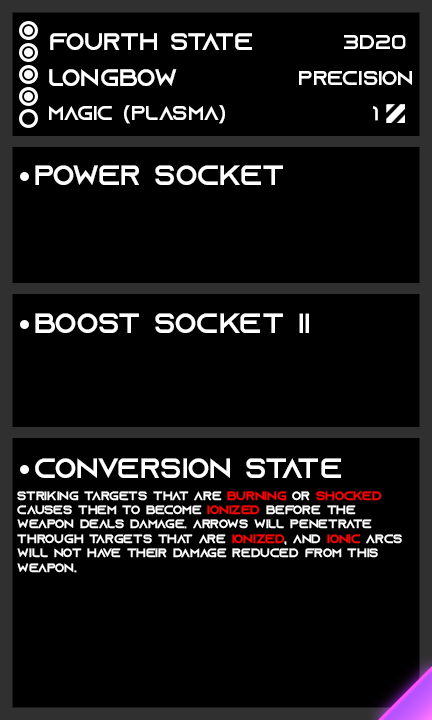 FOURTH STATE 3D20
LONGBOW PRECISION
MAGIC (PLASMA) 1
•POWER SOCKET
•BOOST SOCKET II
•CONVERSION STATE
STRIKING TARGETS THAT ARE BURNING OR SHOCKED
CAUSES THEM TO BECOME IONIZED BEFORE THE
WEAPON DEALS DAMAGE. ARROWS WILL PENETRATE
THROUGH TARGETS THAT ARE IONIZED, AND IONIC ARCS
WILL NOT HAVE THEIR DAMAGE REDUCED FROM THIS
WEAPON.